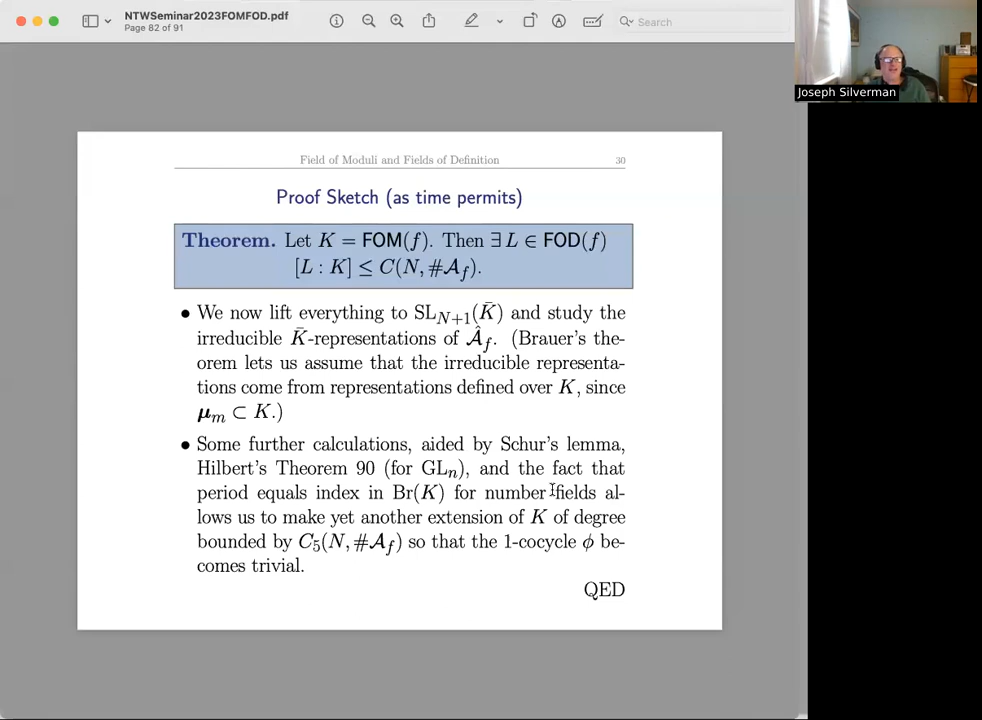 NTWSeminar2023FOMFOD.pdf
Page 82 of 91
Search
Joseph Silverman
Field of Moduli and Fields of Definition 30
Proof Sketch (as time permits)
Theorem. Let K = FOM(f). Then ∃ L ∈ FOD(f)
[L : K] ≤ C(N, #𝒜_f).
• We now lift everything to SL_{N+1}(K̄) and study the
irreducible K̄-representations of 𝒜̂_f. (Brauer's the-
orem lets us assume that the irreducible representa-
tions come from representations defined over K, since
μ_m ⊂ K.)
• Some further calculations, aided by Schur's lemma,
Hilbert's Theorem 90 (for GL_n), and the fact that
period equals index in Br(K) for number fields al-
lows us to make yet another extension of K of degree
bounded by C_5(N, #𝒜_f) so that the 1-cocycle ϕ be-
comes trivial.
QED